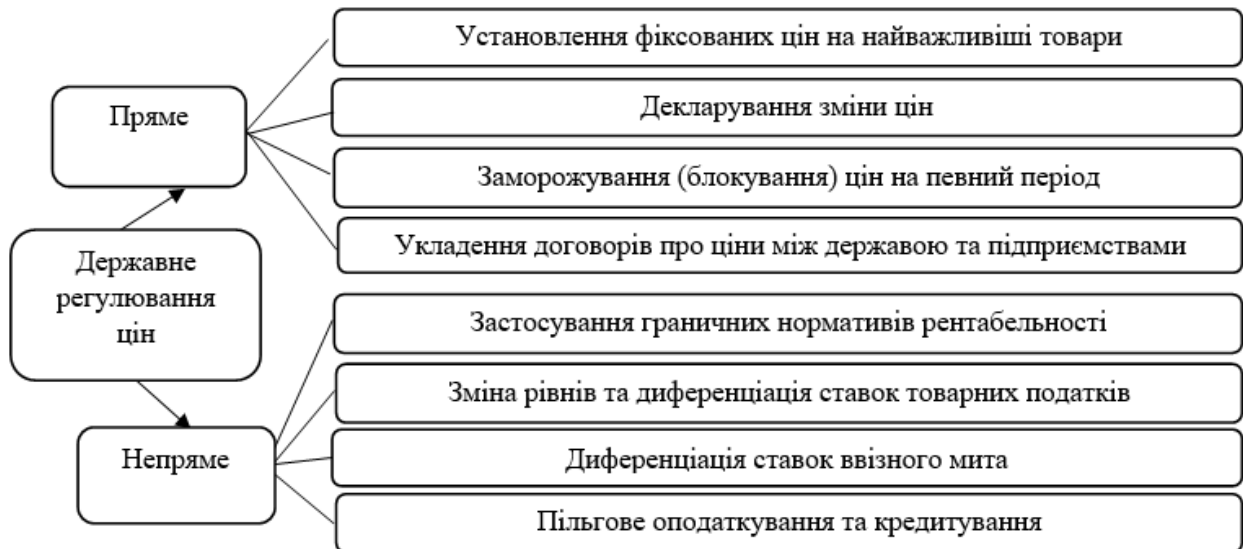 Установлення фіксованих цін на найважливіші товари
Пряме
Декларування зміни цін
Заморожування (блокування) цін на певний період
Укладення договорів про ціни між державою та підприємствами
Державне
регулювання
цін
Застосування граничних нормативів рентабельності
Зміна рівнів та диференціація ставок товарних податків
Непряме
Диференціація ставок ввізного мита
Пільгове оподаткування та кредитування